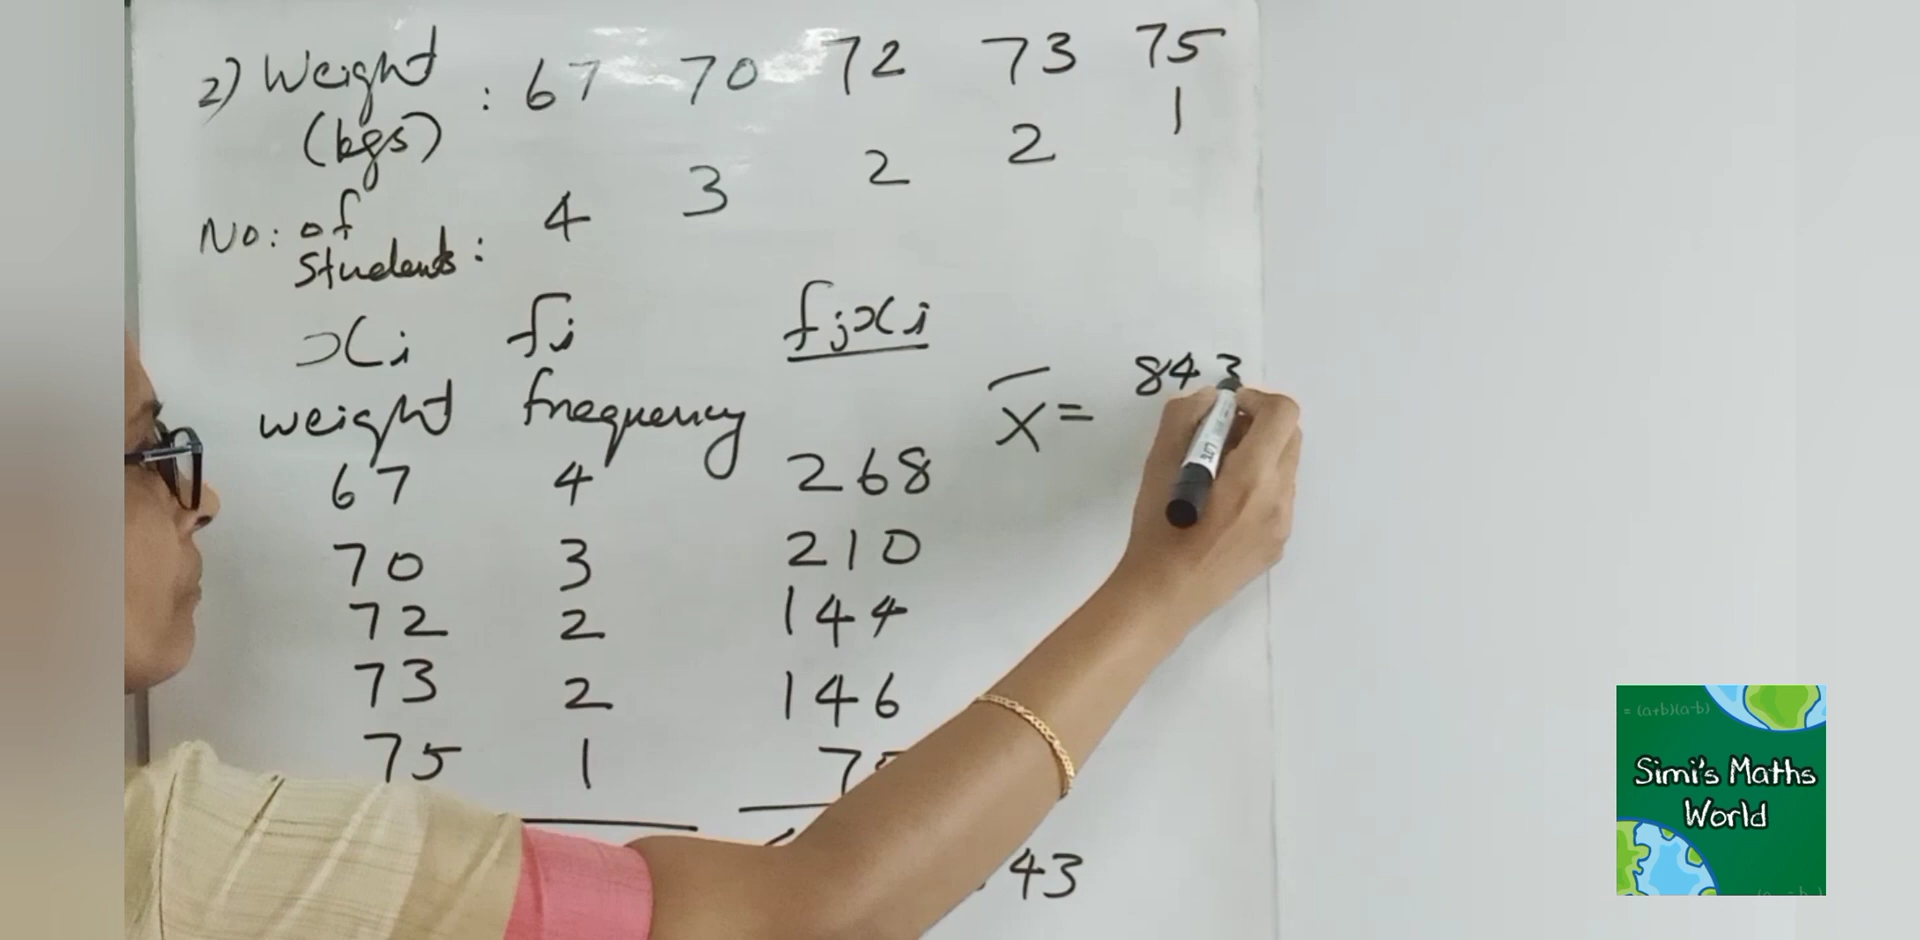 2) Weight (kgs) : 67 70 72 73 75
No: of Students: 4 3 2 2 1
xi fi fixi
weight frequency
x̄ = 843
67 4 268
70 3 210
72 2 144
73 2 146
75 1
43
= (a+b)(a-b)
Simi's Maths
World